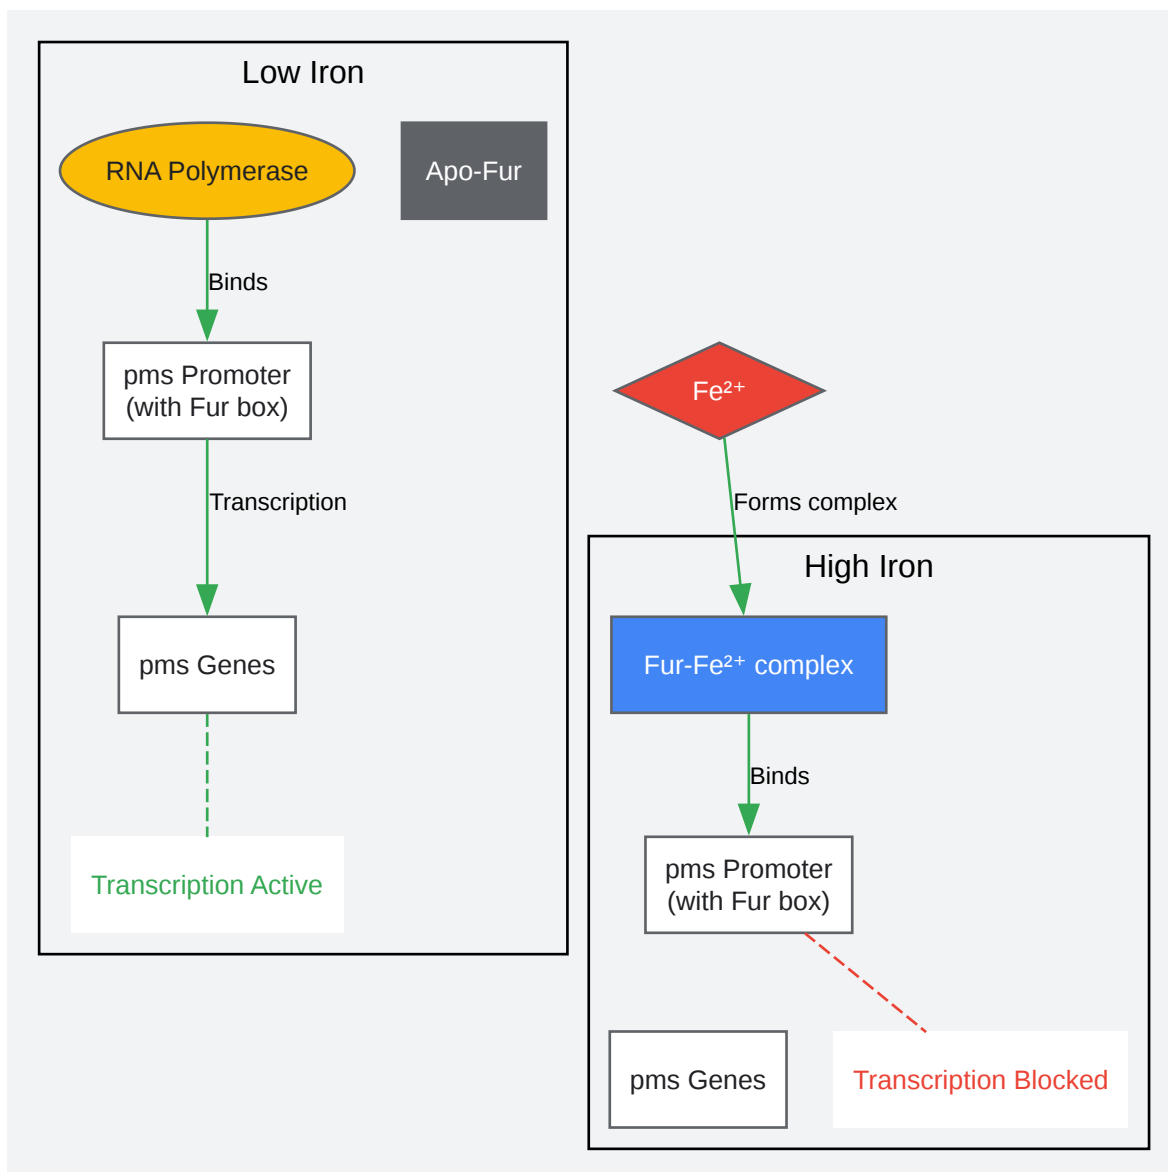 Low Iron
RNA Polymerase
Apo-Fur
Binds
pms Promoter
(with Fur box)
Transcription
pms Genes
Transcription Active
Fe²⁺
Forms complex
High Iron
Fur-Fe²⁺ complex
Binds
pms Promoter
(with Fur box)
pms Genes
Transcription Blocked